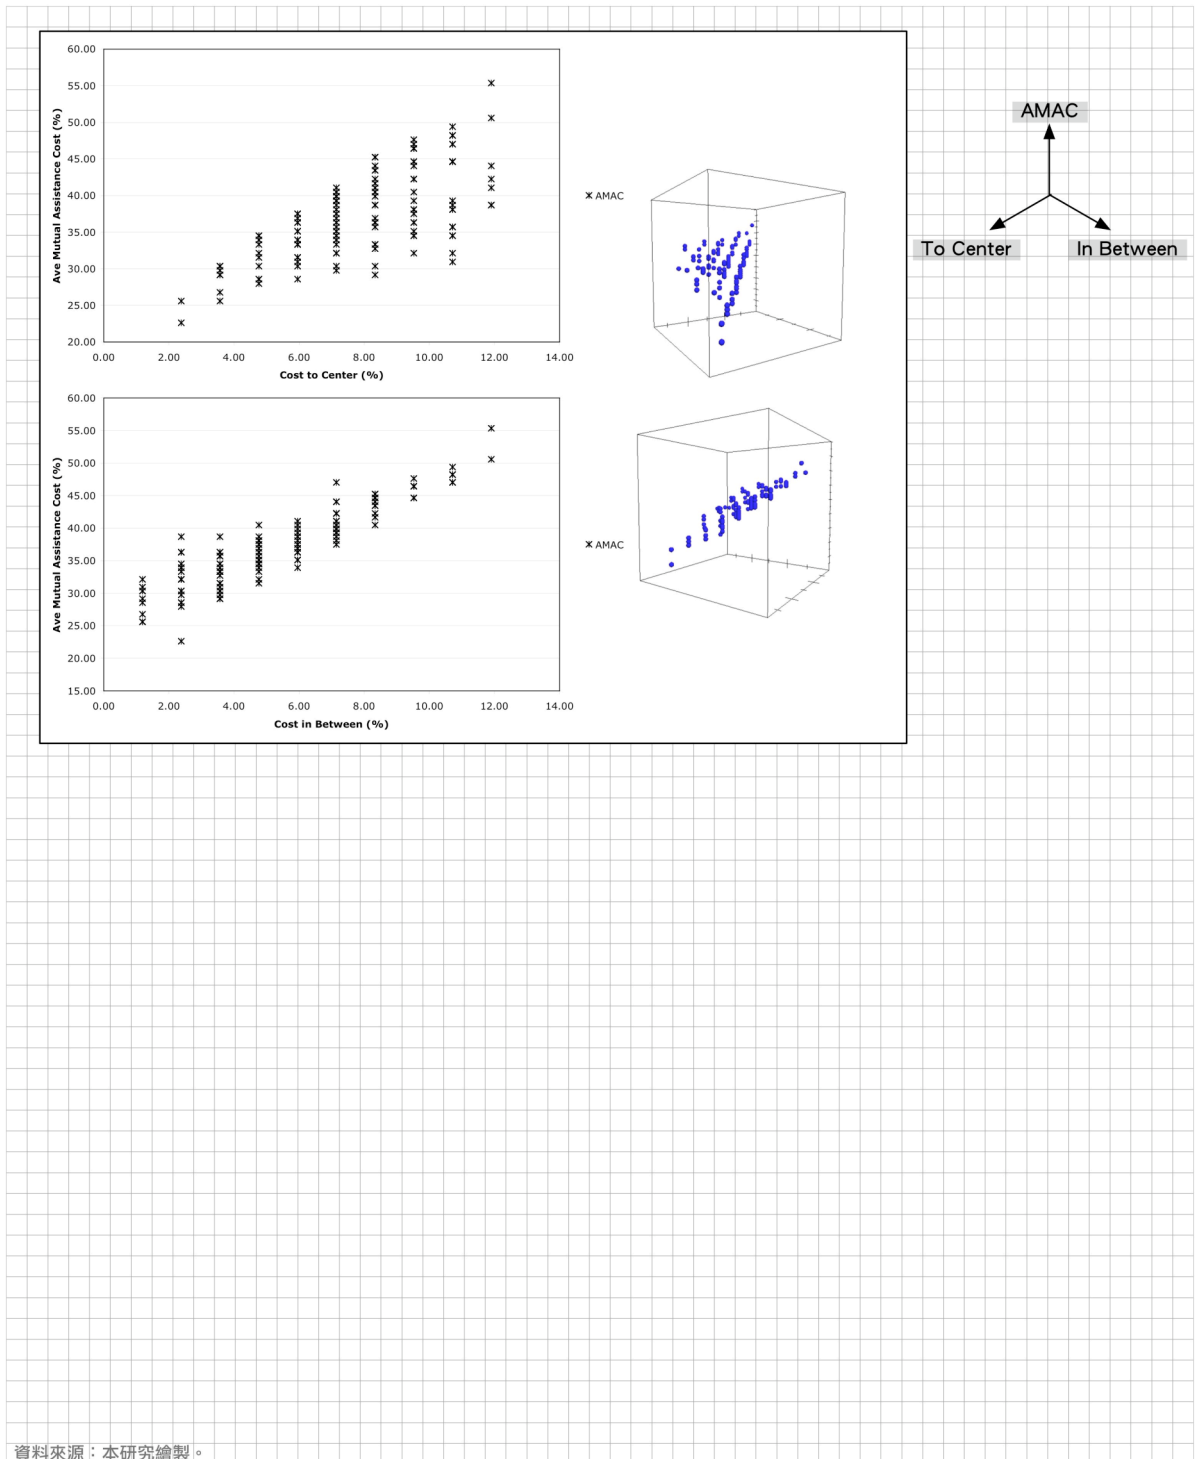 60.00
55.00
50.00
45.00
40.00
35.00
30.00
25.00
20.00
Ave Mutual Assistance Cost (%)
0.00 2.00 4.00 6.00 8.00 10.00 12.00 14.00
Cost to Center (%)
AMAC
60.00
55.00
50.00
45.00
40.00
35.00
30.00
25.00
20.00
15.00
Ave Mutual Assistance Cost (%)
0.00 2.00 4.00 6.00 8.00 10.00 12.00 14.00
Cost in Between (%)
AMAC
AMAC
To Center In Between
資料來源：本研究繪製。